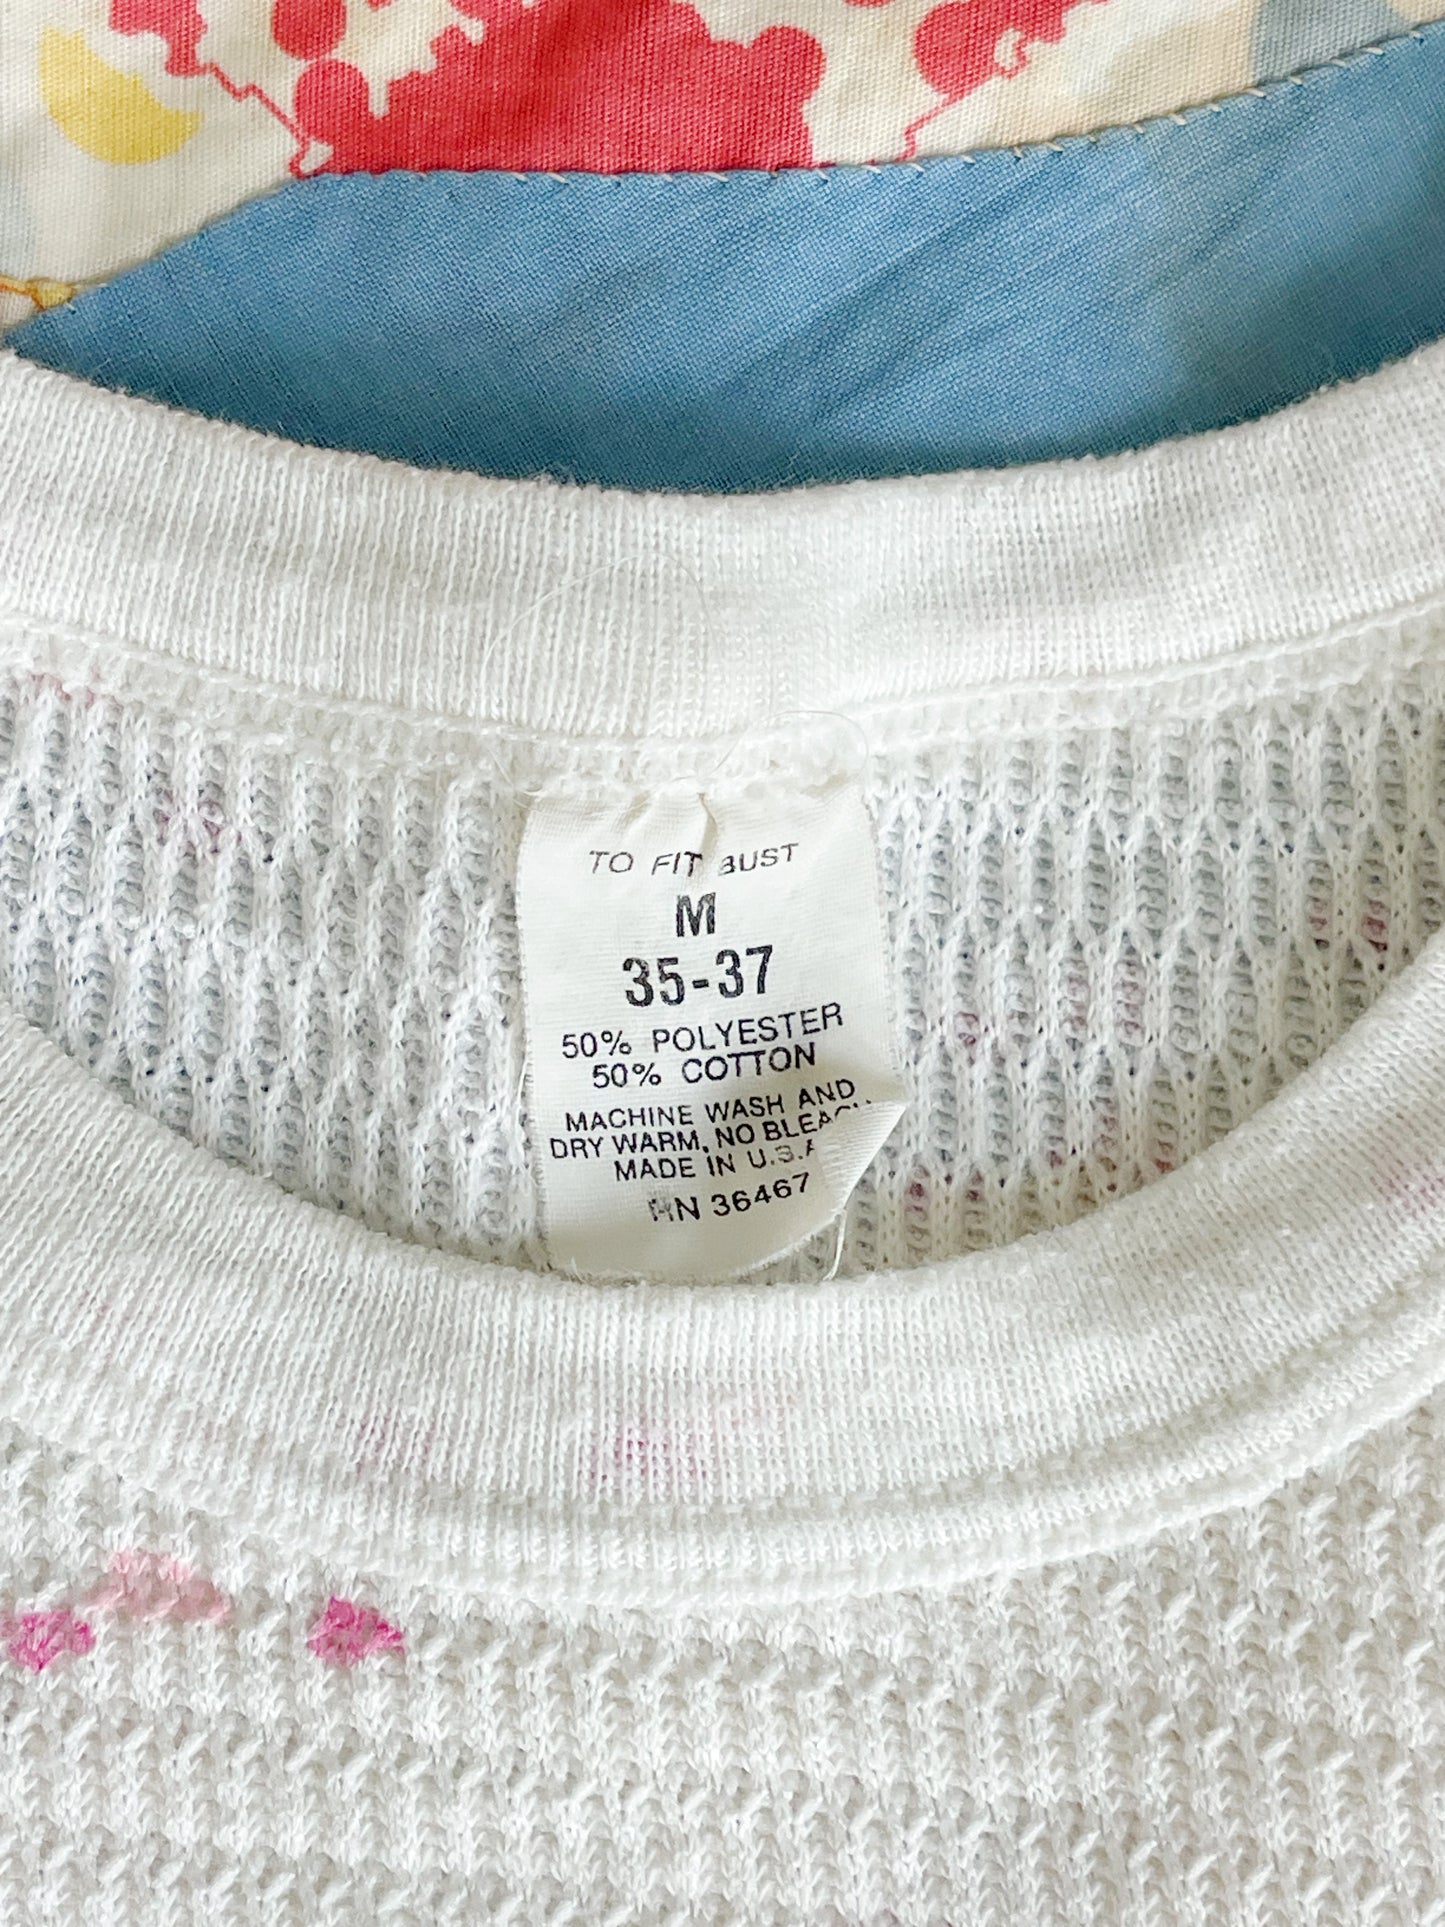 TO FIT BUST
M
35-37
50% POLYESTER
50% COTTON
MACHINE WASH AND
DRY WARM, NO BLEACH
MADE IN U.S.A
RN 36467